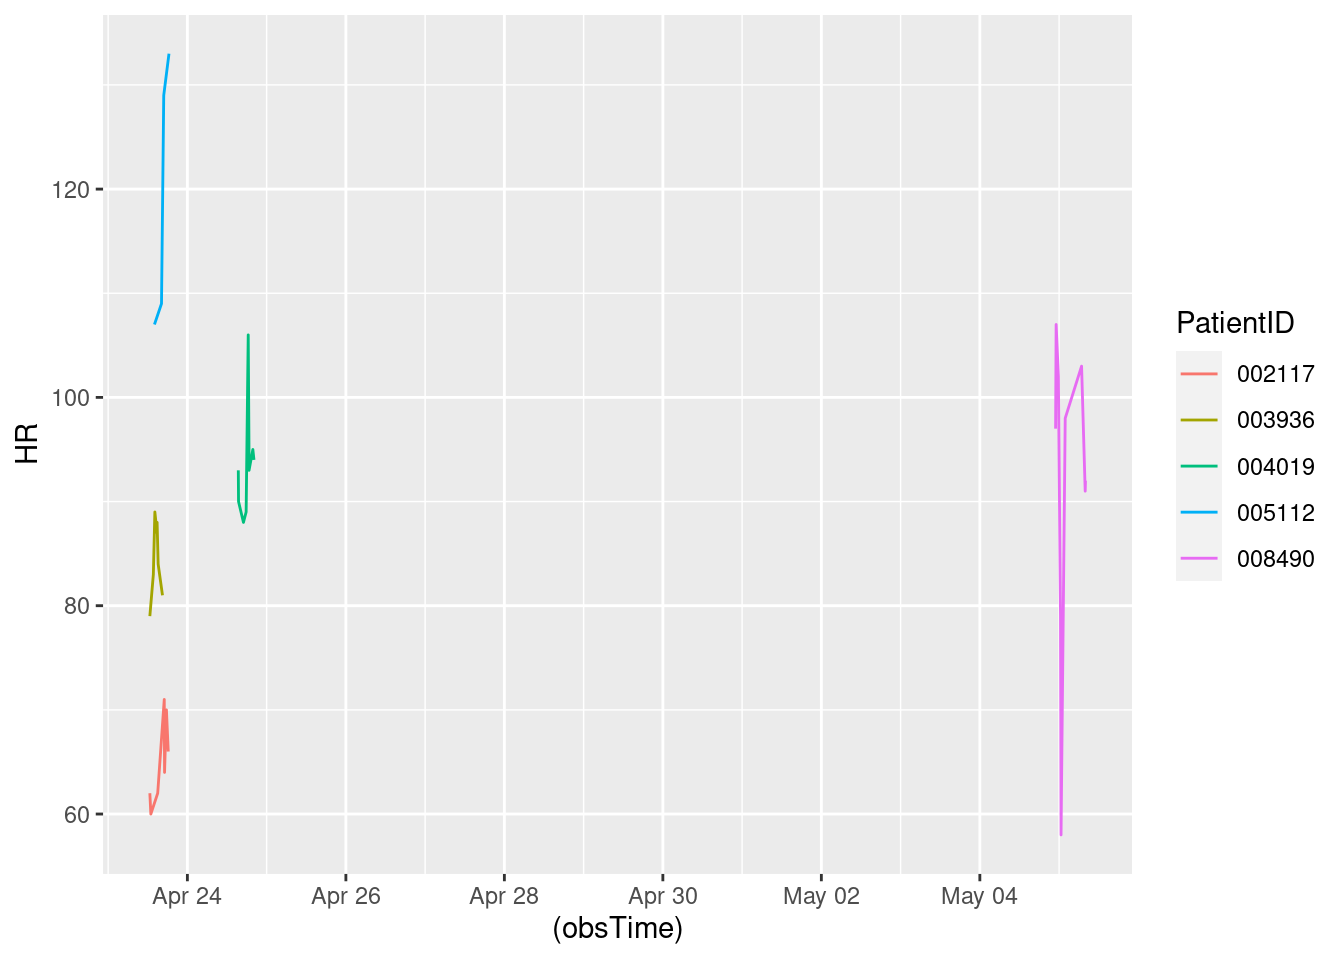 120
100
80
60
HR
Apr 24
Apr 26
Apr 28
Apr 30
May 02
May 04
(obsTime)
PatientID
002117
003936
004019
005112
008490